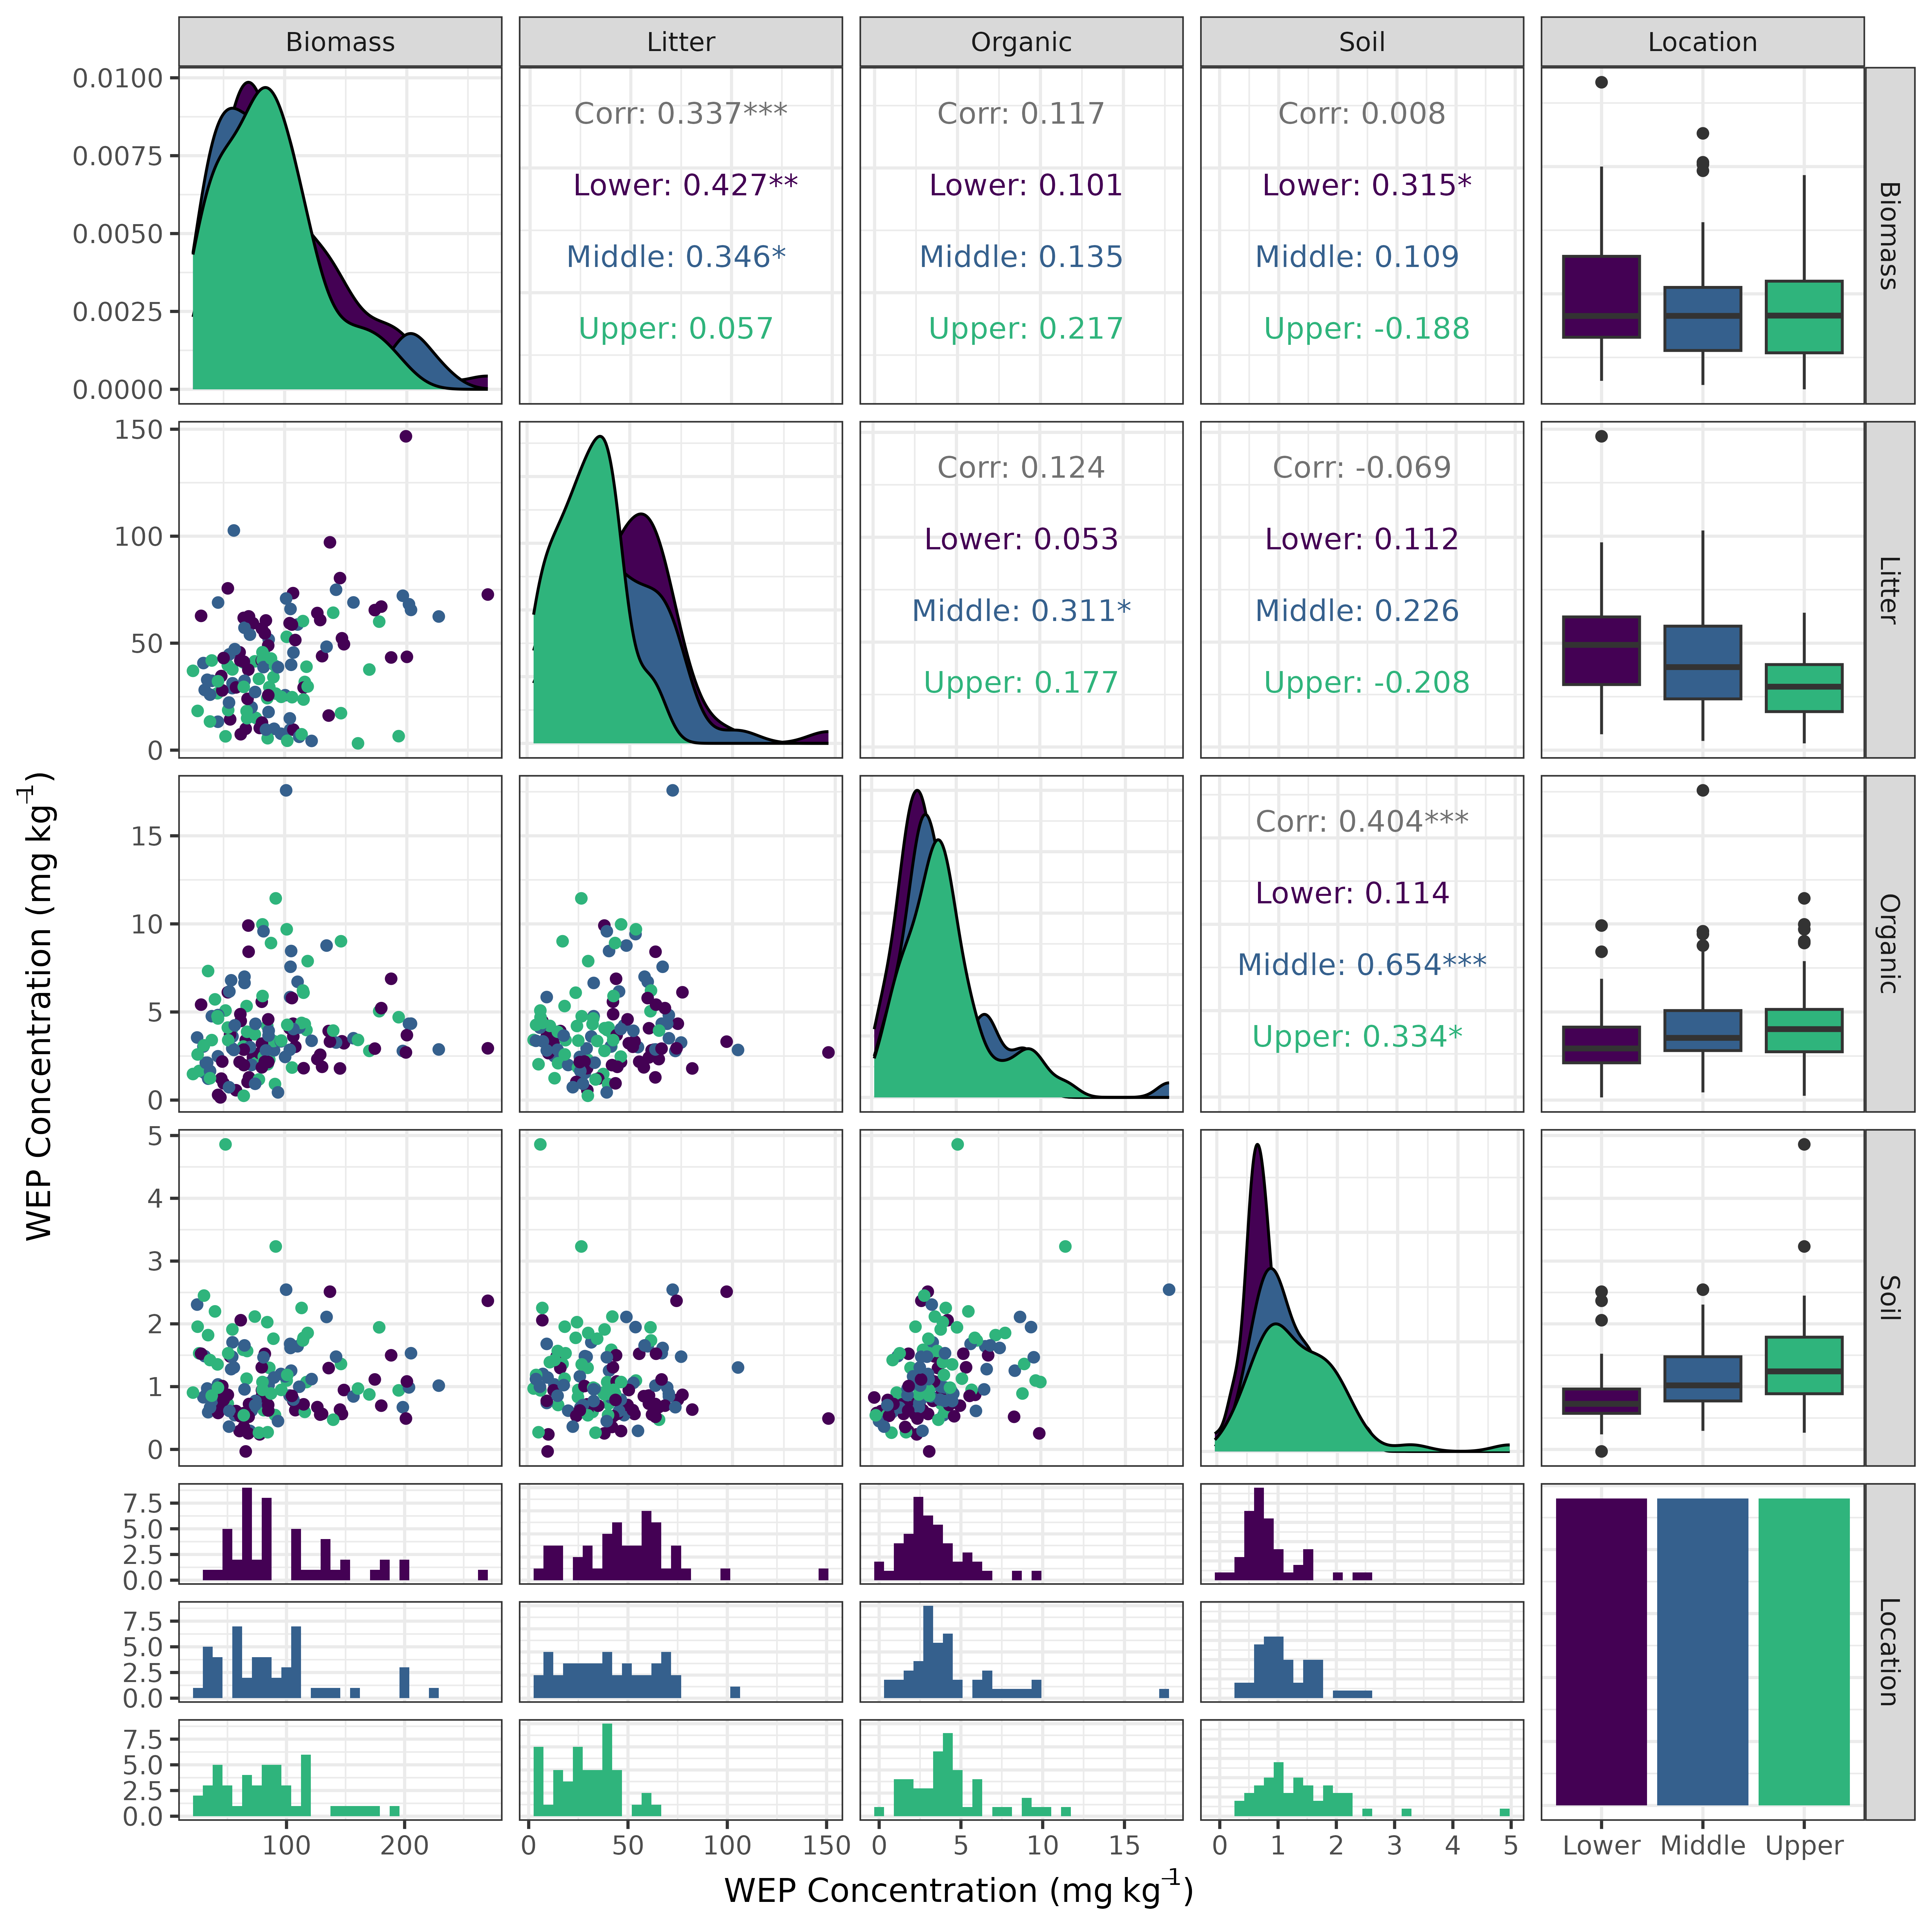 Biomass Litter Organic Soil Location
0.0100
0.0075
0.0050
0.0025
0.0000
Corr: 0.337***
Lower: 0.427**
Middle: 0.346*
Upper: 0.057
Corr: 0.117
Lower: 0.101
Middle: 0.135
Upper: 0.217
Corr: 0.008
Lower: 0.315*
Middle: 0.109
Upper: -0.188
Biomass
150
100
50
0
Corr: 0.124
Lower: 0.053
Middle: 0.311*
Upper: 0.177
Corr: -0.069
Lower: 0.112
Middle: 0.226
Upper: -0.208
Litter
15
10
5
0
Corr: 0.404***
Lower: 0.114
Middle: 0.654***
Upper: 0.334*
Organic
5
4
3
2
1
0
Soil
7.5
5.0
2.5
0.0
7.5
5.0
2.5
0.0
7.5
5.0
2.5
0.0
Location
100 200 0 50 100 150 0 5 10 15 0 1 2 3 4 5 Lower Middle Upper
WEP Concentration (mg kg⁻¹)
WEP Concentration (mg kg⁻¹)